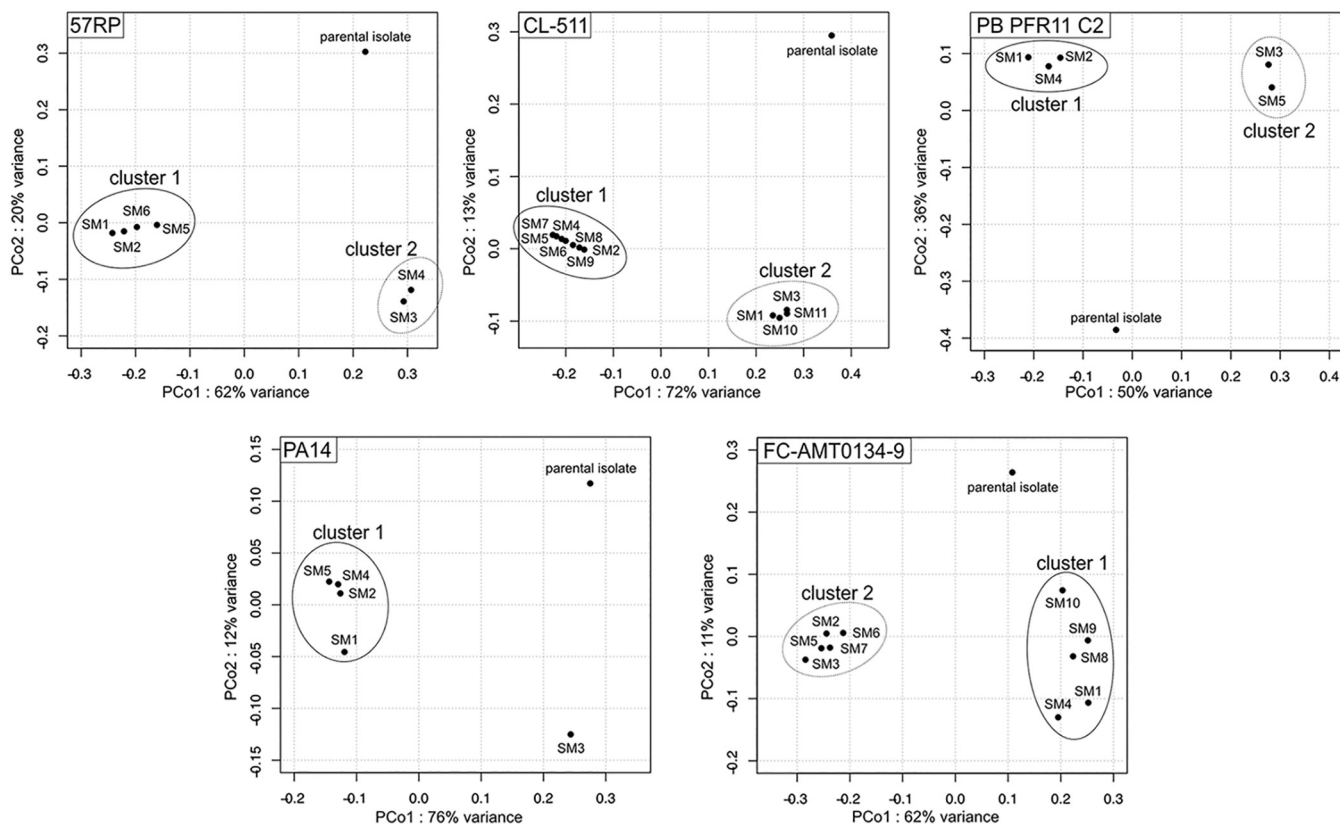 57RP
parental isolate
0.3
0.2
0.1
0.0
-0.1
-0.2
PCo2 : 20% variance
cluster 1
SM6
SM1
SM5
SM2
cluster 2
SM4
SM3
-0.3 -0.2 -0.1 0.0 0.1 0.2 0.3
PCo1 : 62% variance
CL-511
parental isolate
0.3
0.2
0.1
0.0
-0.1
PCo2 : 13% variance
cluster 1
SM7 SM4
SM5 SM8
SM6 SM2
SM9
cluster 2
SM3
SM1 SM11
SM10
-0.2 -0.1 0.0 0.1 0.2 0.3 0.4
PCo1 : 72% variance
PB PFR11 C2
0.1
0.0
-0.1
-0.2
-0.3
-0.4
PCo2 : 36% variance
SM1 SM2
SM4
cluster 1
SM3
SM5
cluster 2
parental isolate
-0.3 -0.2 -0.1 0.0 0.1 0.2 0.3 0.4
PCo1 : 50% variance
PA14
parental isolate
0.15
0.10
0.05
0.00
-0.05
-0.10
-0.15
PCo2 : 12% variance
cluster 1
SM5 SM4
SM2
SM1
SM3
-0.2 -0.1 0.0 0.1 0.2 0.3
PCo1 : 76% variance
FC-AMT0134-9
parental isolate
0.3
0.2
0.1
0.0
-0.1
-0.2
PCo2 : 11% variance
cluster 2
SM2 SM6
SM5 SM7
SM3
cluster 1
SM10
SM9
SM8
SM4 SM1
-0.3 -0.2 -0.1 0.0 0.1 0.2 0.3
PCo1 : 62% variance